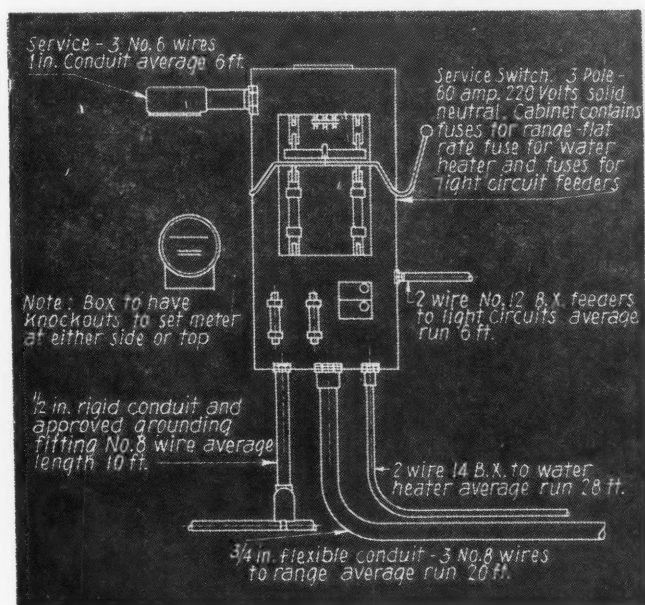 Service - 3 No. 6 wires
1 in. Conduit average 6 ft.
Service Switch. 3 Pole -
60 amp. 220 Volts solid
neutral. Cabinet contains
fuses for range - flat
rate fuse for water
heater and fuses for
light circuit feeders
Note: Box to have
knockouts to set meter
at either side or top
2 wire No. 12 B.X. feeders
to light circuits average
run 6 ft.
1/2 in. rigid conduit and
approved grounding
fitting No. 8 wire average
length 10 ft.
2 wire 14 B.X. to water
heater average run 28 ft.
3/4 in. flexible conduit - 3 No. 8 wires
to range average run 20 ft.